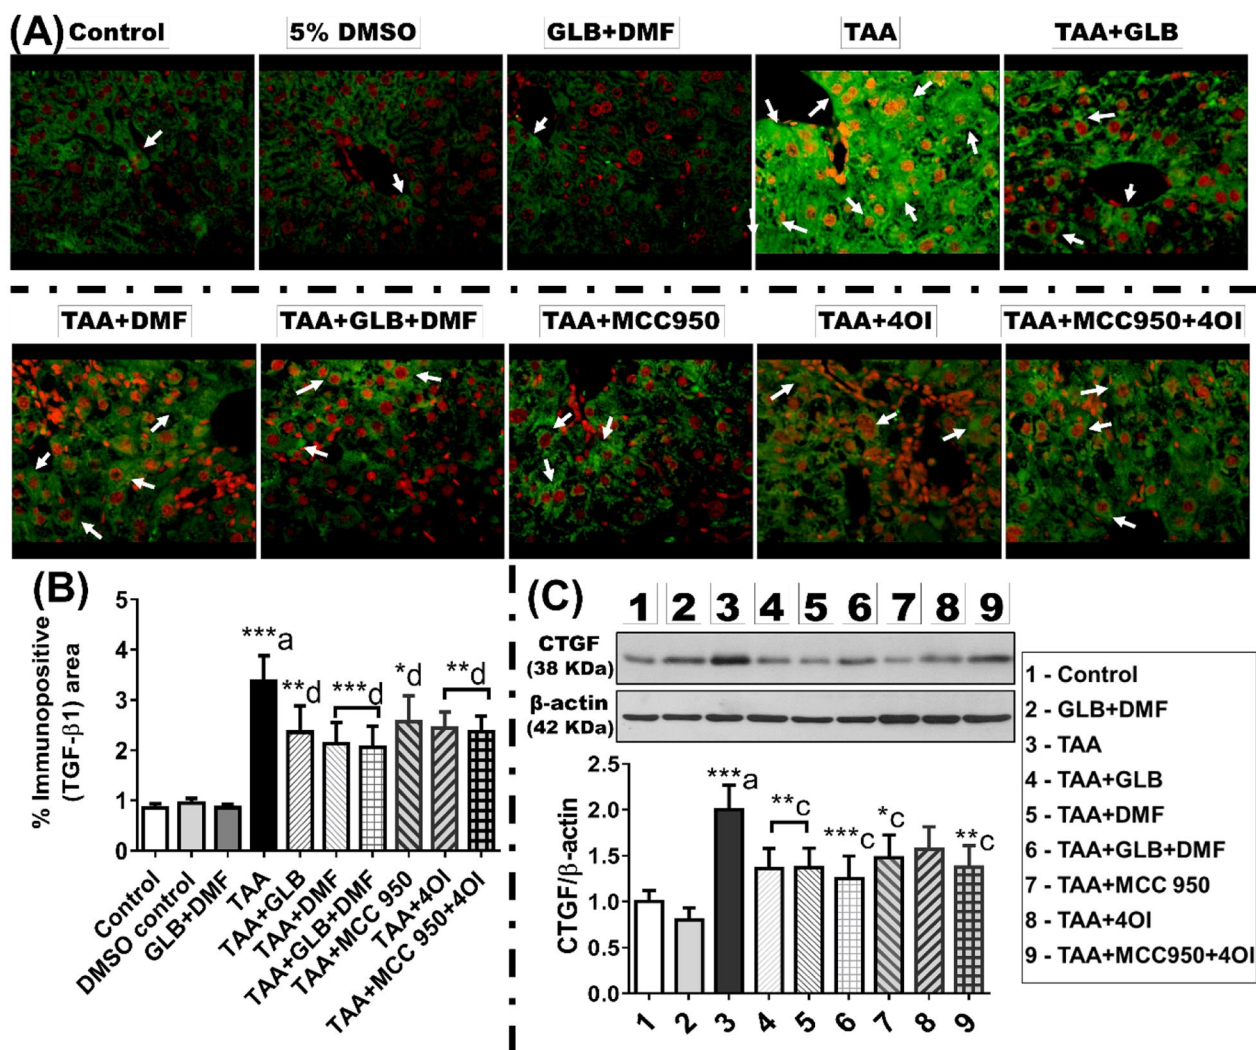 (A)
Control
5% DMSO
GLB+DMF
TAA
TAA+GLB
TAA+DMF
TAA+GLB+DMF
TAA+MCC950
TAA+4OI
TAA+MCC950+4OI
(B)
% Immunopositive
(TGF-β1) area
5
4
3
2
1
0
***a
**d
***d
*d
**d
Control
DMSO control
GLB+DMF
TAA
TAA+GLB
TAA+DMF
TAA+GLB+DMF
TAA+MCC 950
TAA+4OI
TAA+MCC 950+4OI
(C)
1 2 3 4 5 6 7 8 9
CTGF
(38 KDa)
β-actin
(42 KDa)
CTGF/β-actin
2.5
2.0
1.5
1.0
0.5
0.0
***a
**c
***c
*c
**c
1 2 3 4 5 6 7 8 9
1 - Control
2 - GLB+DMF
3 - TAA
4 - TAA+GLB
5 - TAA+DMF
6 - TAA+GLB+DMF
7 - TAA+MCC 950
8 - TAA+4OI
9 - TAA+MCC950+4OI